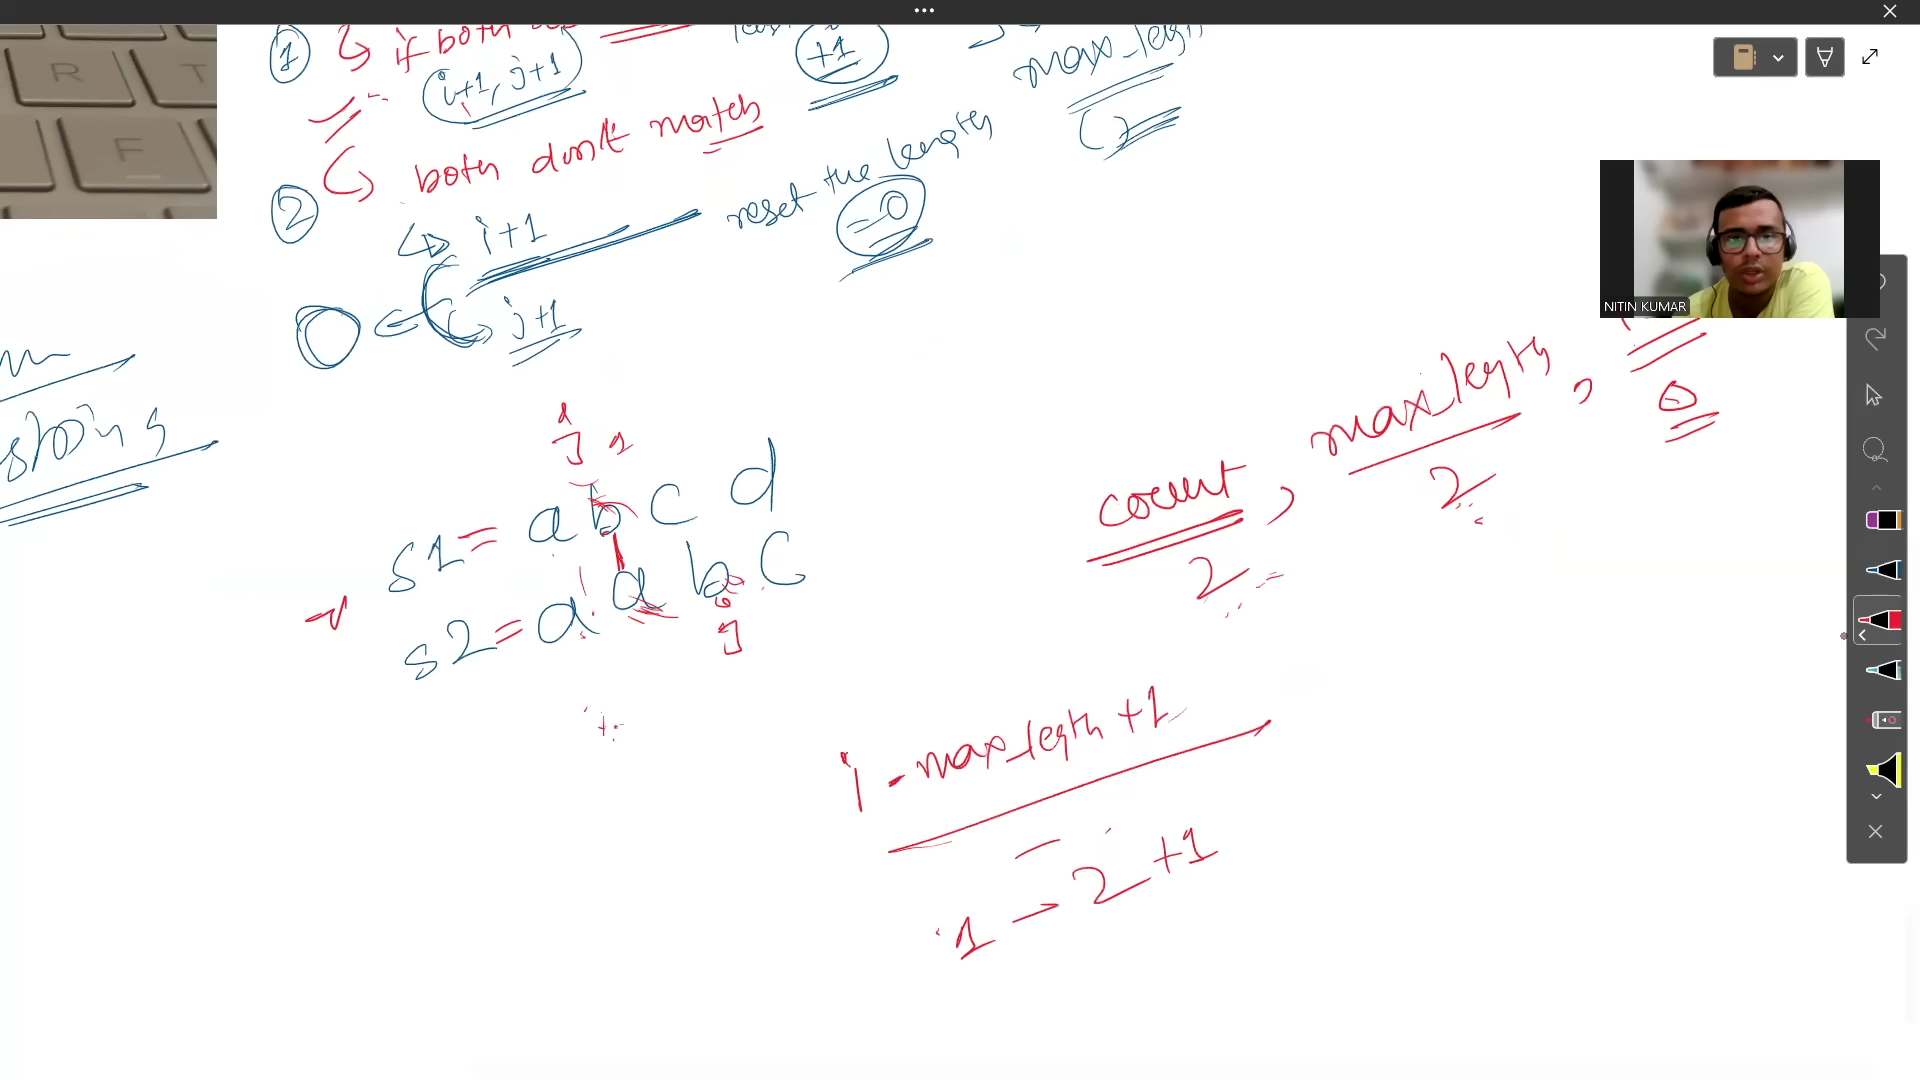 R T
F
1 if both
i+1, j+1
+1
max_length
2 both don't match
reset the length
=0
i+1
j+1
0
NITIN KUMAR
count, max_length,
2 2 0
i
J 1
s1 = a b c d
s2 = a a b c
J
i - max_length +1
=
1 - 2 +1